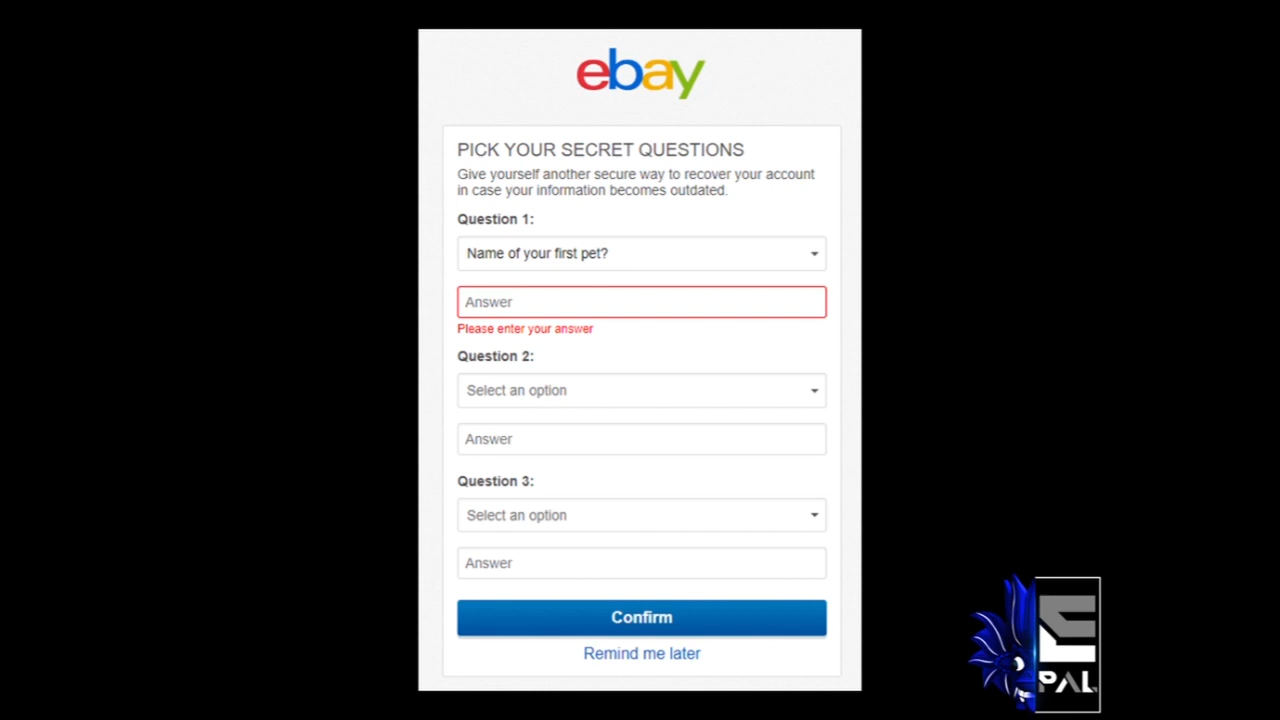 ebay
PICK YOUR SECRET QUESTIONS
Give yourself another secure way to recover your account
in case your information becomes outdated.
Question 1:
Name of your first pet?
Answer
Please enter your answer
Question 2:
Select an option
Answer
Question 3:
Select an option
Answer
Confirm
Remind me later
E
PAL